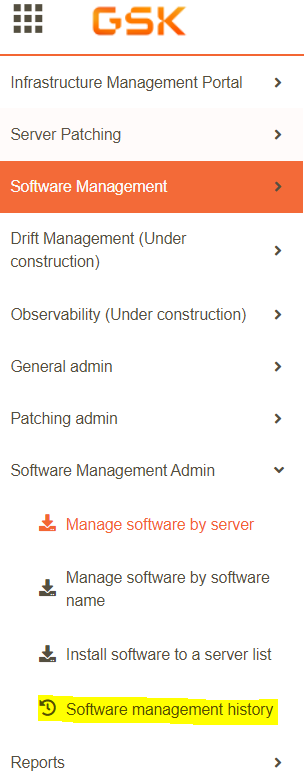 GSK
Infrastructure Management Portal
Server Patching
Software Management
Drift Management (Under
construction)
Observability (Under construction)
General admin
Patching admin
Software Management Admin
Manage software by server
Manage software by software
name
Install software to a server list
Software management history
Reports